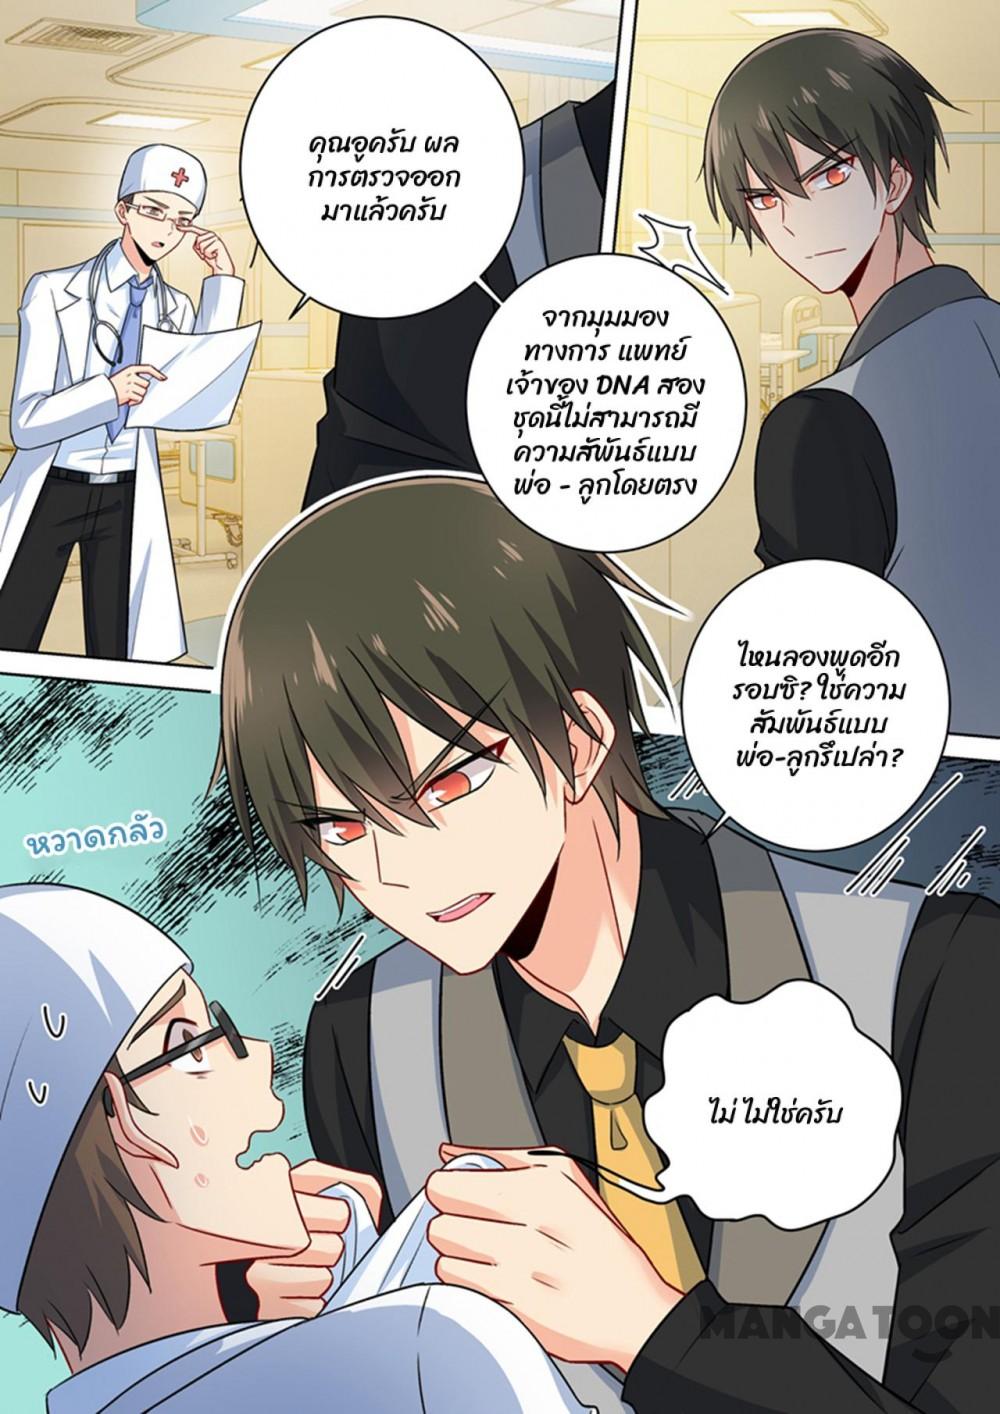 คุณอูครับ ผล
การตรวจออก
มาแล้วครับ
จากมุมมอง
ทางการ แพทย์
เจ้าของ DNA สอง
ชุดนี้ไม่สามารถมี
ความสัพันธ์แบบ
พ่อ - ลูกโดยตรง
ไหนลองพูดอีก
รอบซิ? ใช่ความ
สัมพันธ์แบบ
พ่อ-ลูกรึเปล่า?
หวาดกลัว
ไม่ ไม่ใช่ครับ
MANGATOON